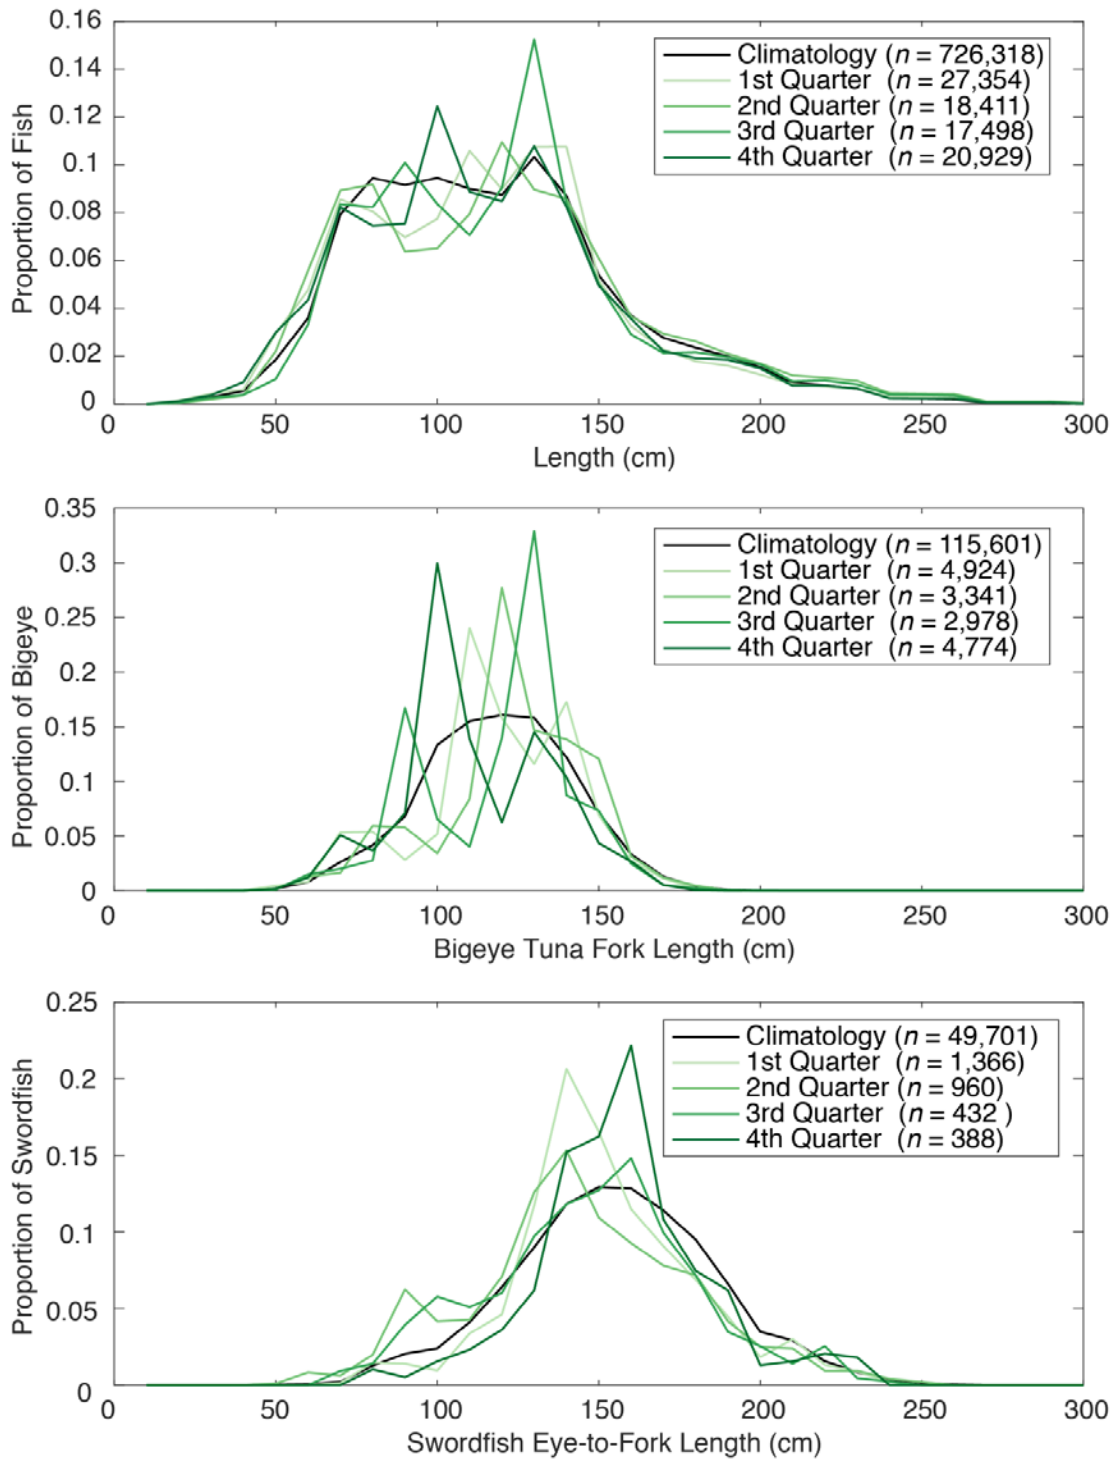 0.16
0.14
0.12
0.1
0.08
0.06
0.04
0.02
0
Proportion of Fish
Climatology (n = 726,318)
1st Quarter (n = 27,354)
2nd Quarter (n = 18,411)
3rd Quarter (n = 17,498)
4th Quarter (n = 20,929)
0 50 100 150 200 250 300
Length (cm)
0.35
0.3
0.25
0.2
0.15
0.1
0.05
0
Proportion of Bigeye
Climatology (n = 115,601)
1st Quarter (n = 4,924)
2nd Quarter (n = 3,341)
3rd Quarter (n = 2,978)
4th Quarter (n = 4,774)
0 50 100 150 200 250 300
Bigeye Tuna Fork Length (cm)
0.25
0.2
0.15
0.1
0.05
0
Proportion of Swordfish
Climatology (n = 49,701)
1st Quarter (n = 1,366)
2nd Quarter (n = 960)
3rd Quarter (n = 432 )
4th Quarter (n = 388)
0 50 100 150 200 250 300
Swordfish Eye-to-Fork Length (cm)